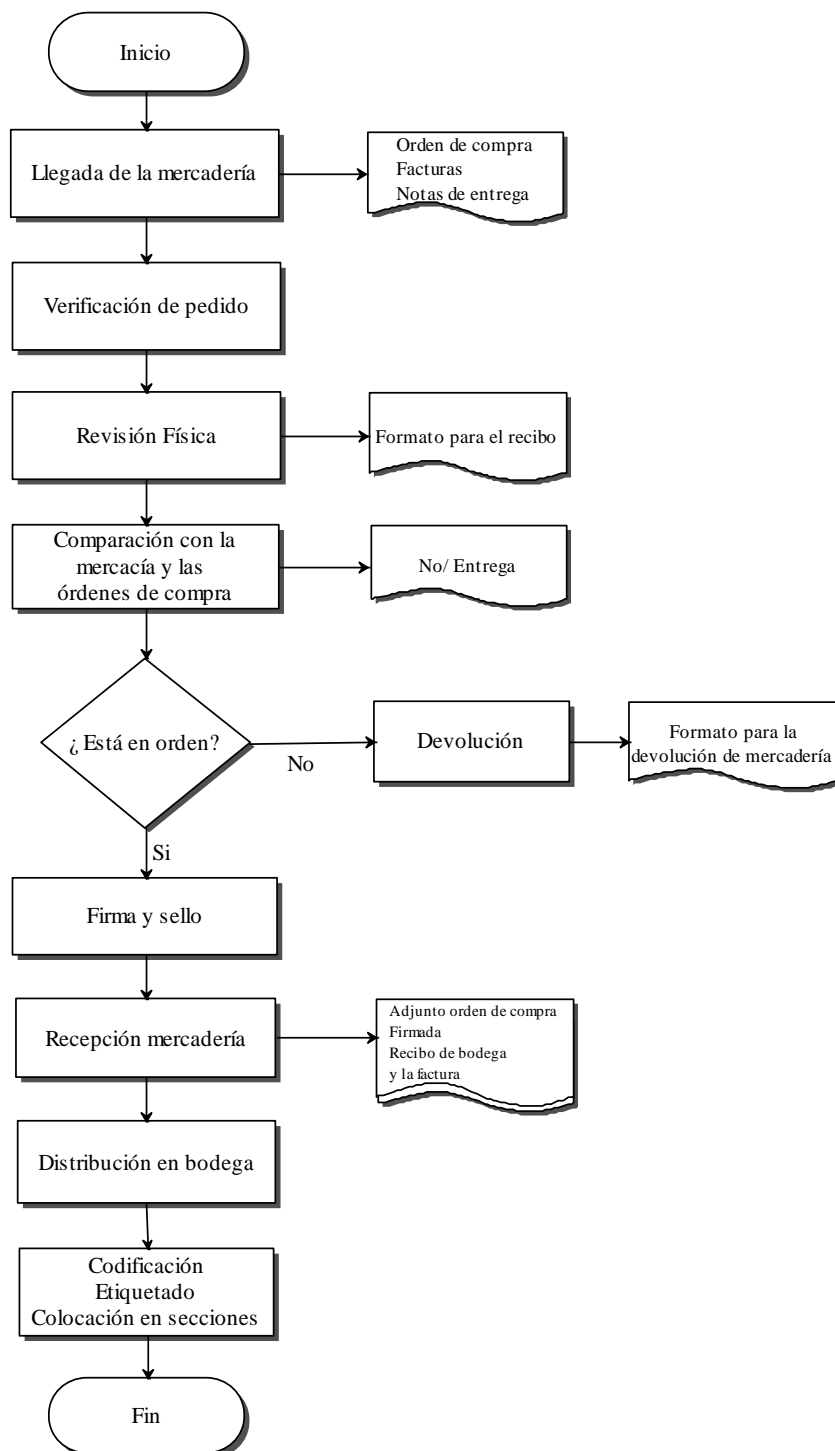 Inicio
Llegada de la mercadería
Orden de compra
Facturas
Notas de entrega
Verificación de pedido
Revisión Física
Formato para el recibo
Comparación con la
mercacía y las
órdenes de compra
No/ Entrega
¿Está en orden?
No
Devolución
Formato para la
devolución de mercadería
Si
Firma y sello
Recepción mercadería
Adjunto orden de compra
Firmada
Recibo de bodega
y la factura
Distribución en bodega
Codificación
Etiquetado
Colocación en secciones
Fin